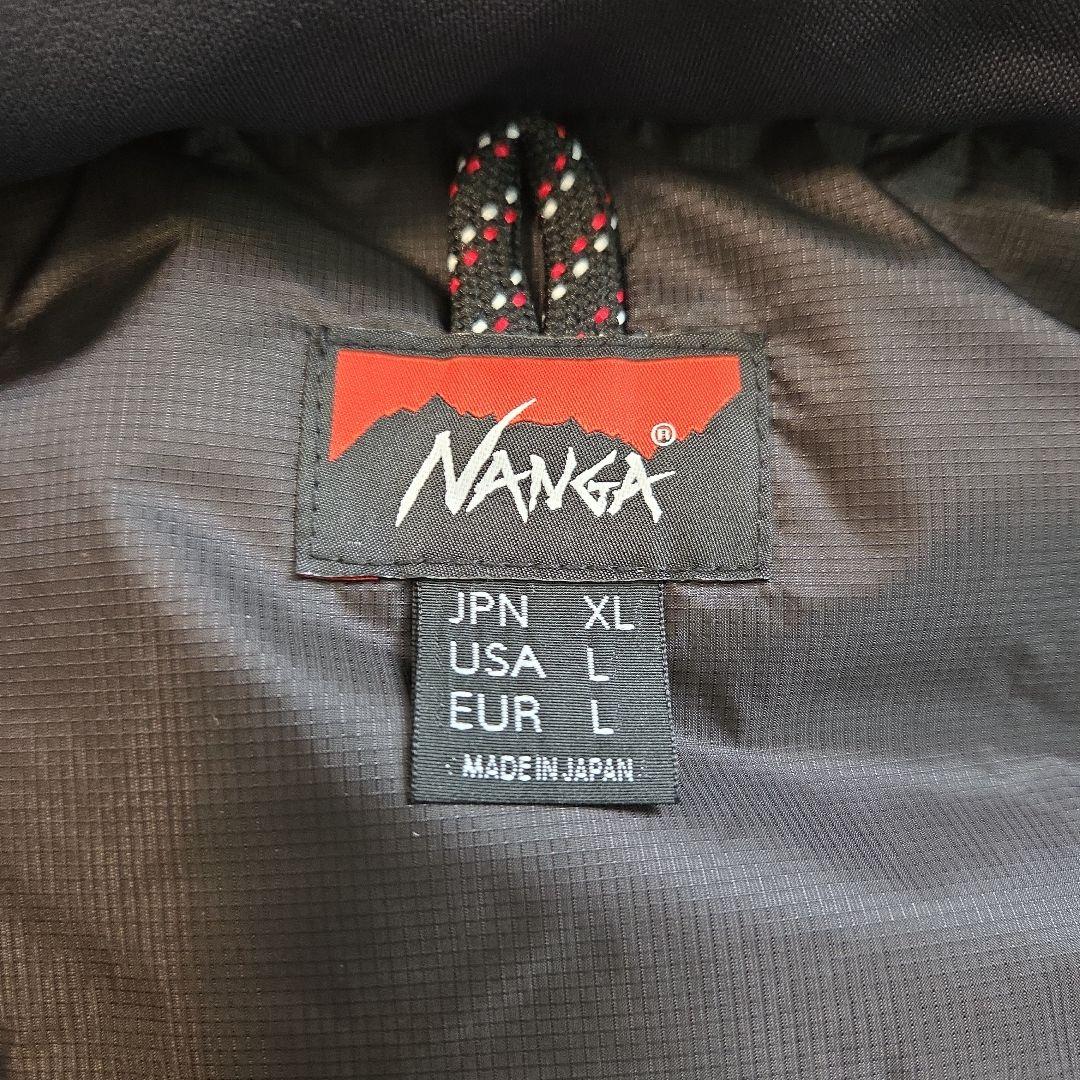 NANGA®
JPN XL
USA L
EUR L
MADE IN JAPAN